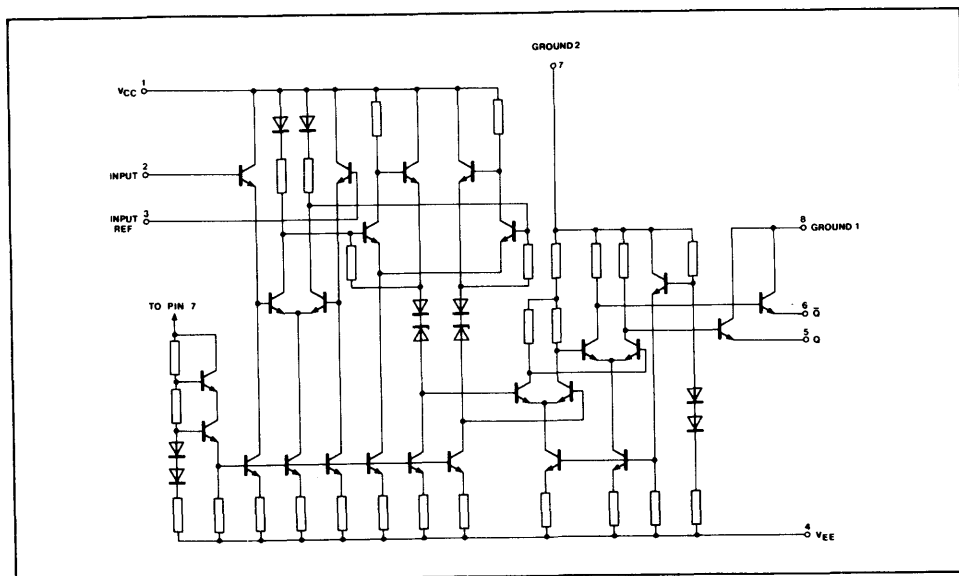 GROUND 2
7
VCC 1
INPUT 2
INPUT REF 3
8 GROUND 1
6 Q̅
5 Q
TO PIN 7
4 VEE